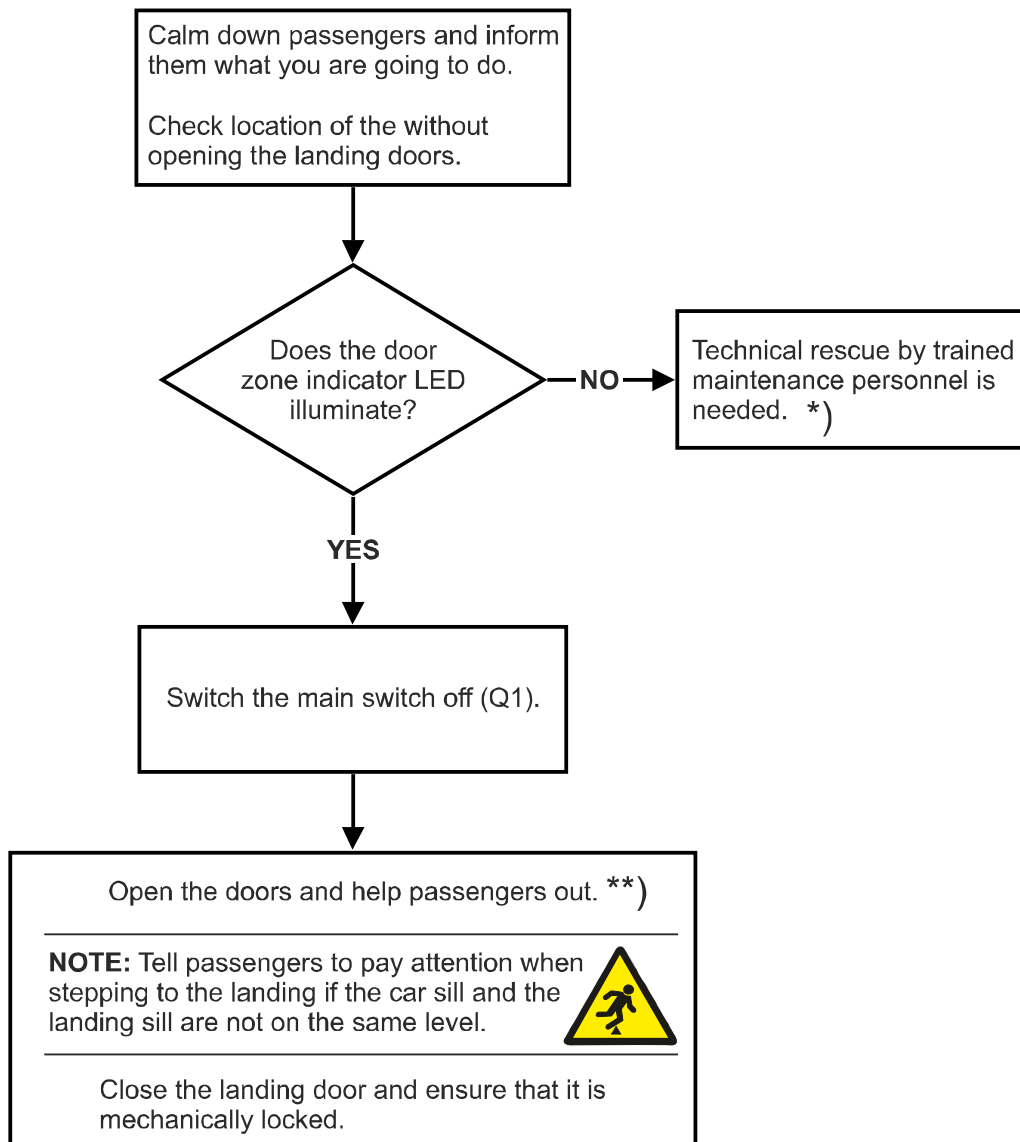 Calm down passengers and inform
them what you are going to do.
Check location of the without
opening the landing doors.
Does the door
zone indicator LED
illuminate?
NO
Technical rescue by trained
maintenance personnel is
needed. *)
YES
Switch the main switch off (Q1).
Open the doors and help passengers out. **)
NOTE: Tell passengers to pay attention when
stepping to the landing if the car sill and the
landing sill are not on the same level.
Close the landing door and ensure that it is
mechanically locked.